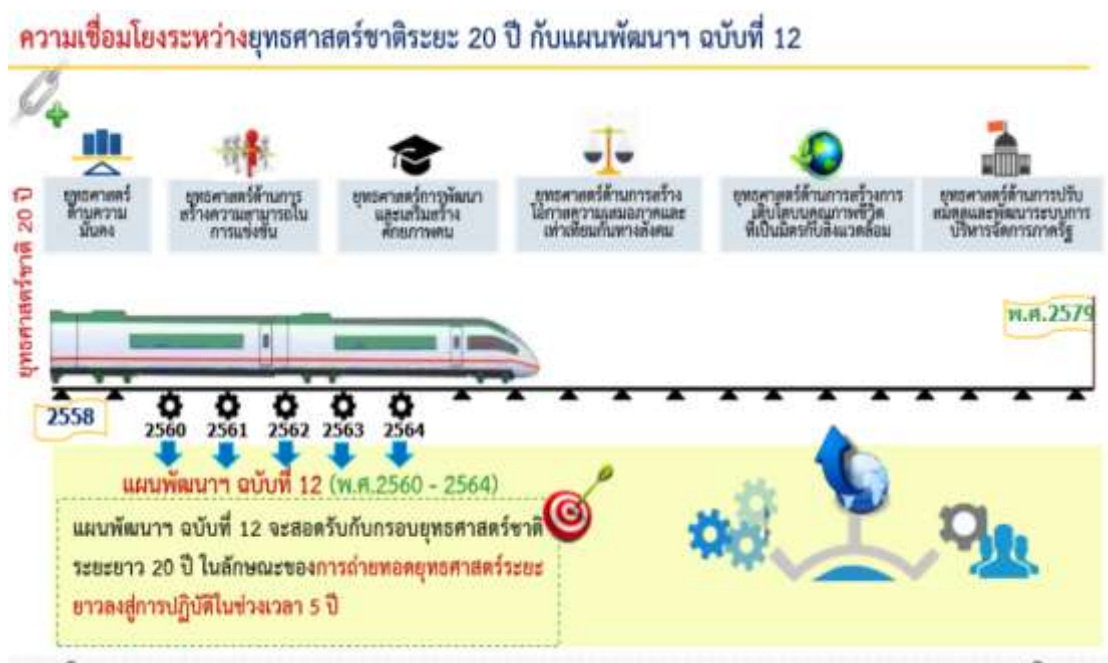 ความเชื่อมโยงระหว่างยุทธศาสตร์ชาติระยะ 20 ปี กับแผนพัฒนาฯ ฉบับที่ 12
ยุทธศาสตร์ชาติ 20 ปี
ยุทธศาสตร์
ด้านความ
มั่นคง
ยุทธศาสตร์ด้านการ
สร้างความสามารถใน
การแข่งขัน
ยุทธศาสตร์การพัฒนา
และเสริมสร้าง
ศักยภาพคน
ยุทธศาสตร์ด้านการสร้าง
โอกาสความเสมอภาคและ
เท่าเทียมกันทางสังคม
ยุทธศาสตร์ด้านการสร้างการ
เติบโตบนคุณภาพชีวิต
ที่เป็นมิตรกับสิ่งแวดล้อม
ยุทธศาสตร์ด้านการปรับ
สมดุลและพัฒนาระบบการ
บริหารจัดการภาครัฐ
พ.ศ.2579
2558
2560 2561 2562 2563 2564
แผนพัฒนาฯ ฉบับที่ 12 (พ.ศ.2560 - 2564)
แผนพัฒนาฯ ฉบับที่ 12 จะสอดรับกับกรอบยุทธศาสตร์ชาติ
ระยะยาว 20 ปี ในลักษณะของการถ่ายทอดยุทธศาสตร์ระยะ
ยาวลงสู่การปฏิบัติในช่วงเวลา 5 ปี